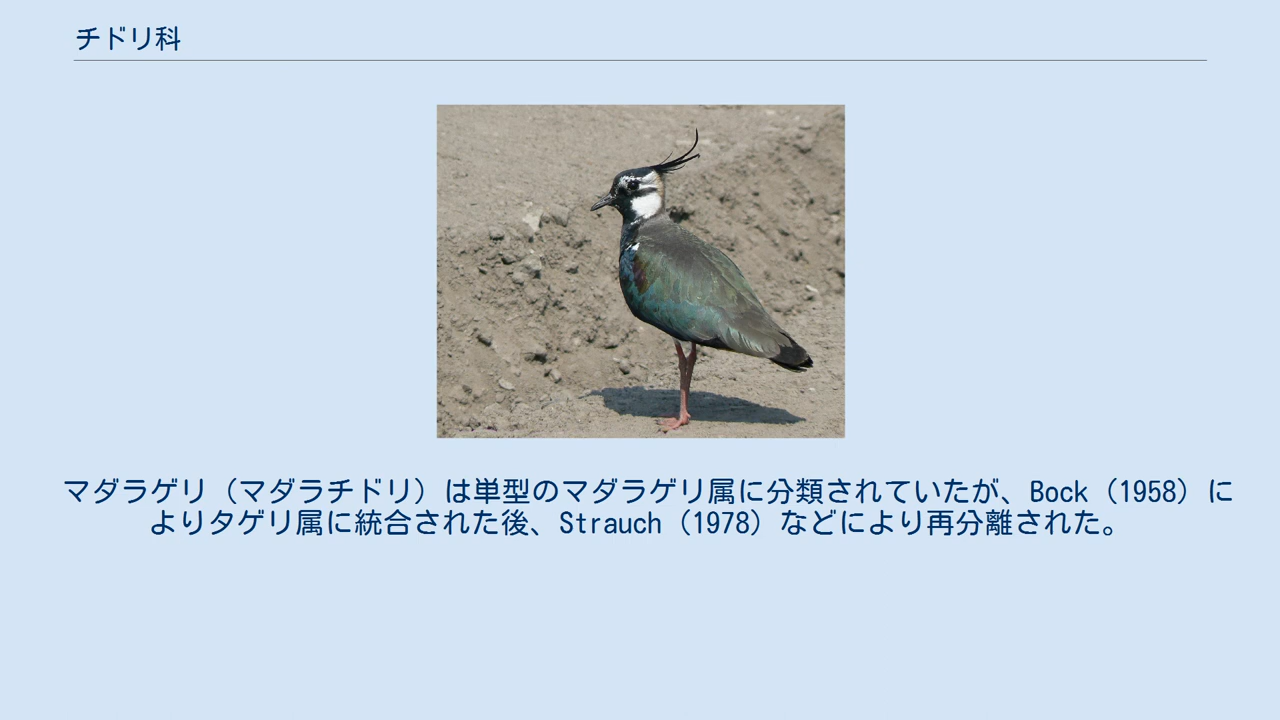 チドリ科
マダラゲリ（マダラチドリ）は単型のマダラゲリ属に分類されていたが、Bock（1958）に
よりタゲリ属に統合された後、Strauch（1978）などにより再分離された。